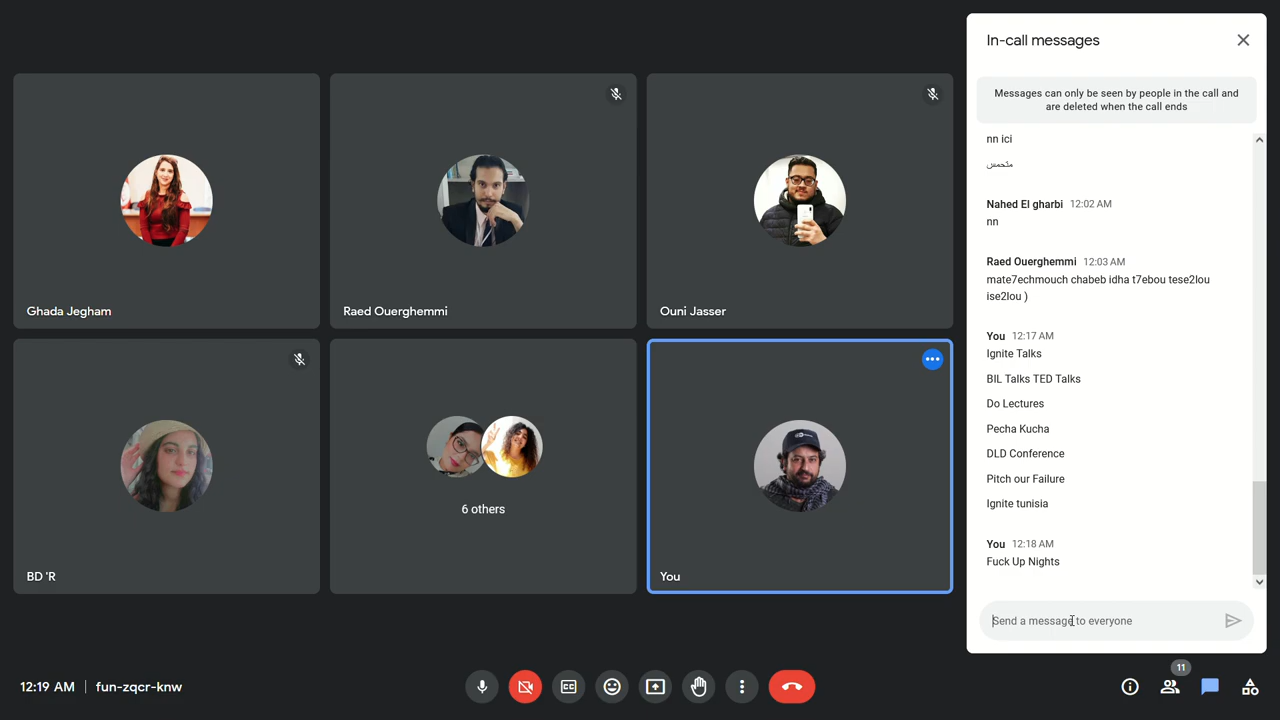 In-call messages
Messages can only be seen by people in the call and
are deleted when the call ends
nn ici
متحمس
Nahed El gharbi 12:02 AM
nn
Raed Ouerghemmi 12:03 AM
mate7echmouch chabeb idha t7ebou tese2lou
ise2lou )
You 12:17 AM
Ignite Talks
BIL Talks TED Talks
Do Lectures
Pecha Kucha
DLD Conference
Pitch our Failure
Ignite tunisia
You 12:18 AM
Fuck Up Nights
Send a message to everyone
Ghada Jegham
Raed Ouerghemmi
Ouni Jasser
BD 'R
6 others
You
12:19 AM | fun-zqcr-knw
11